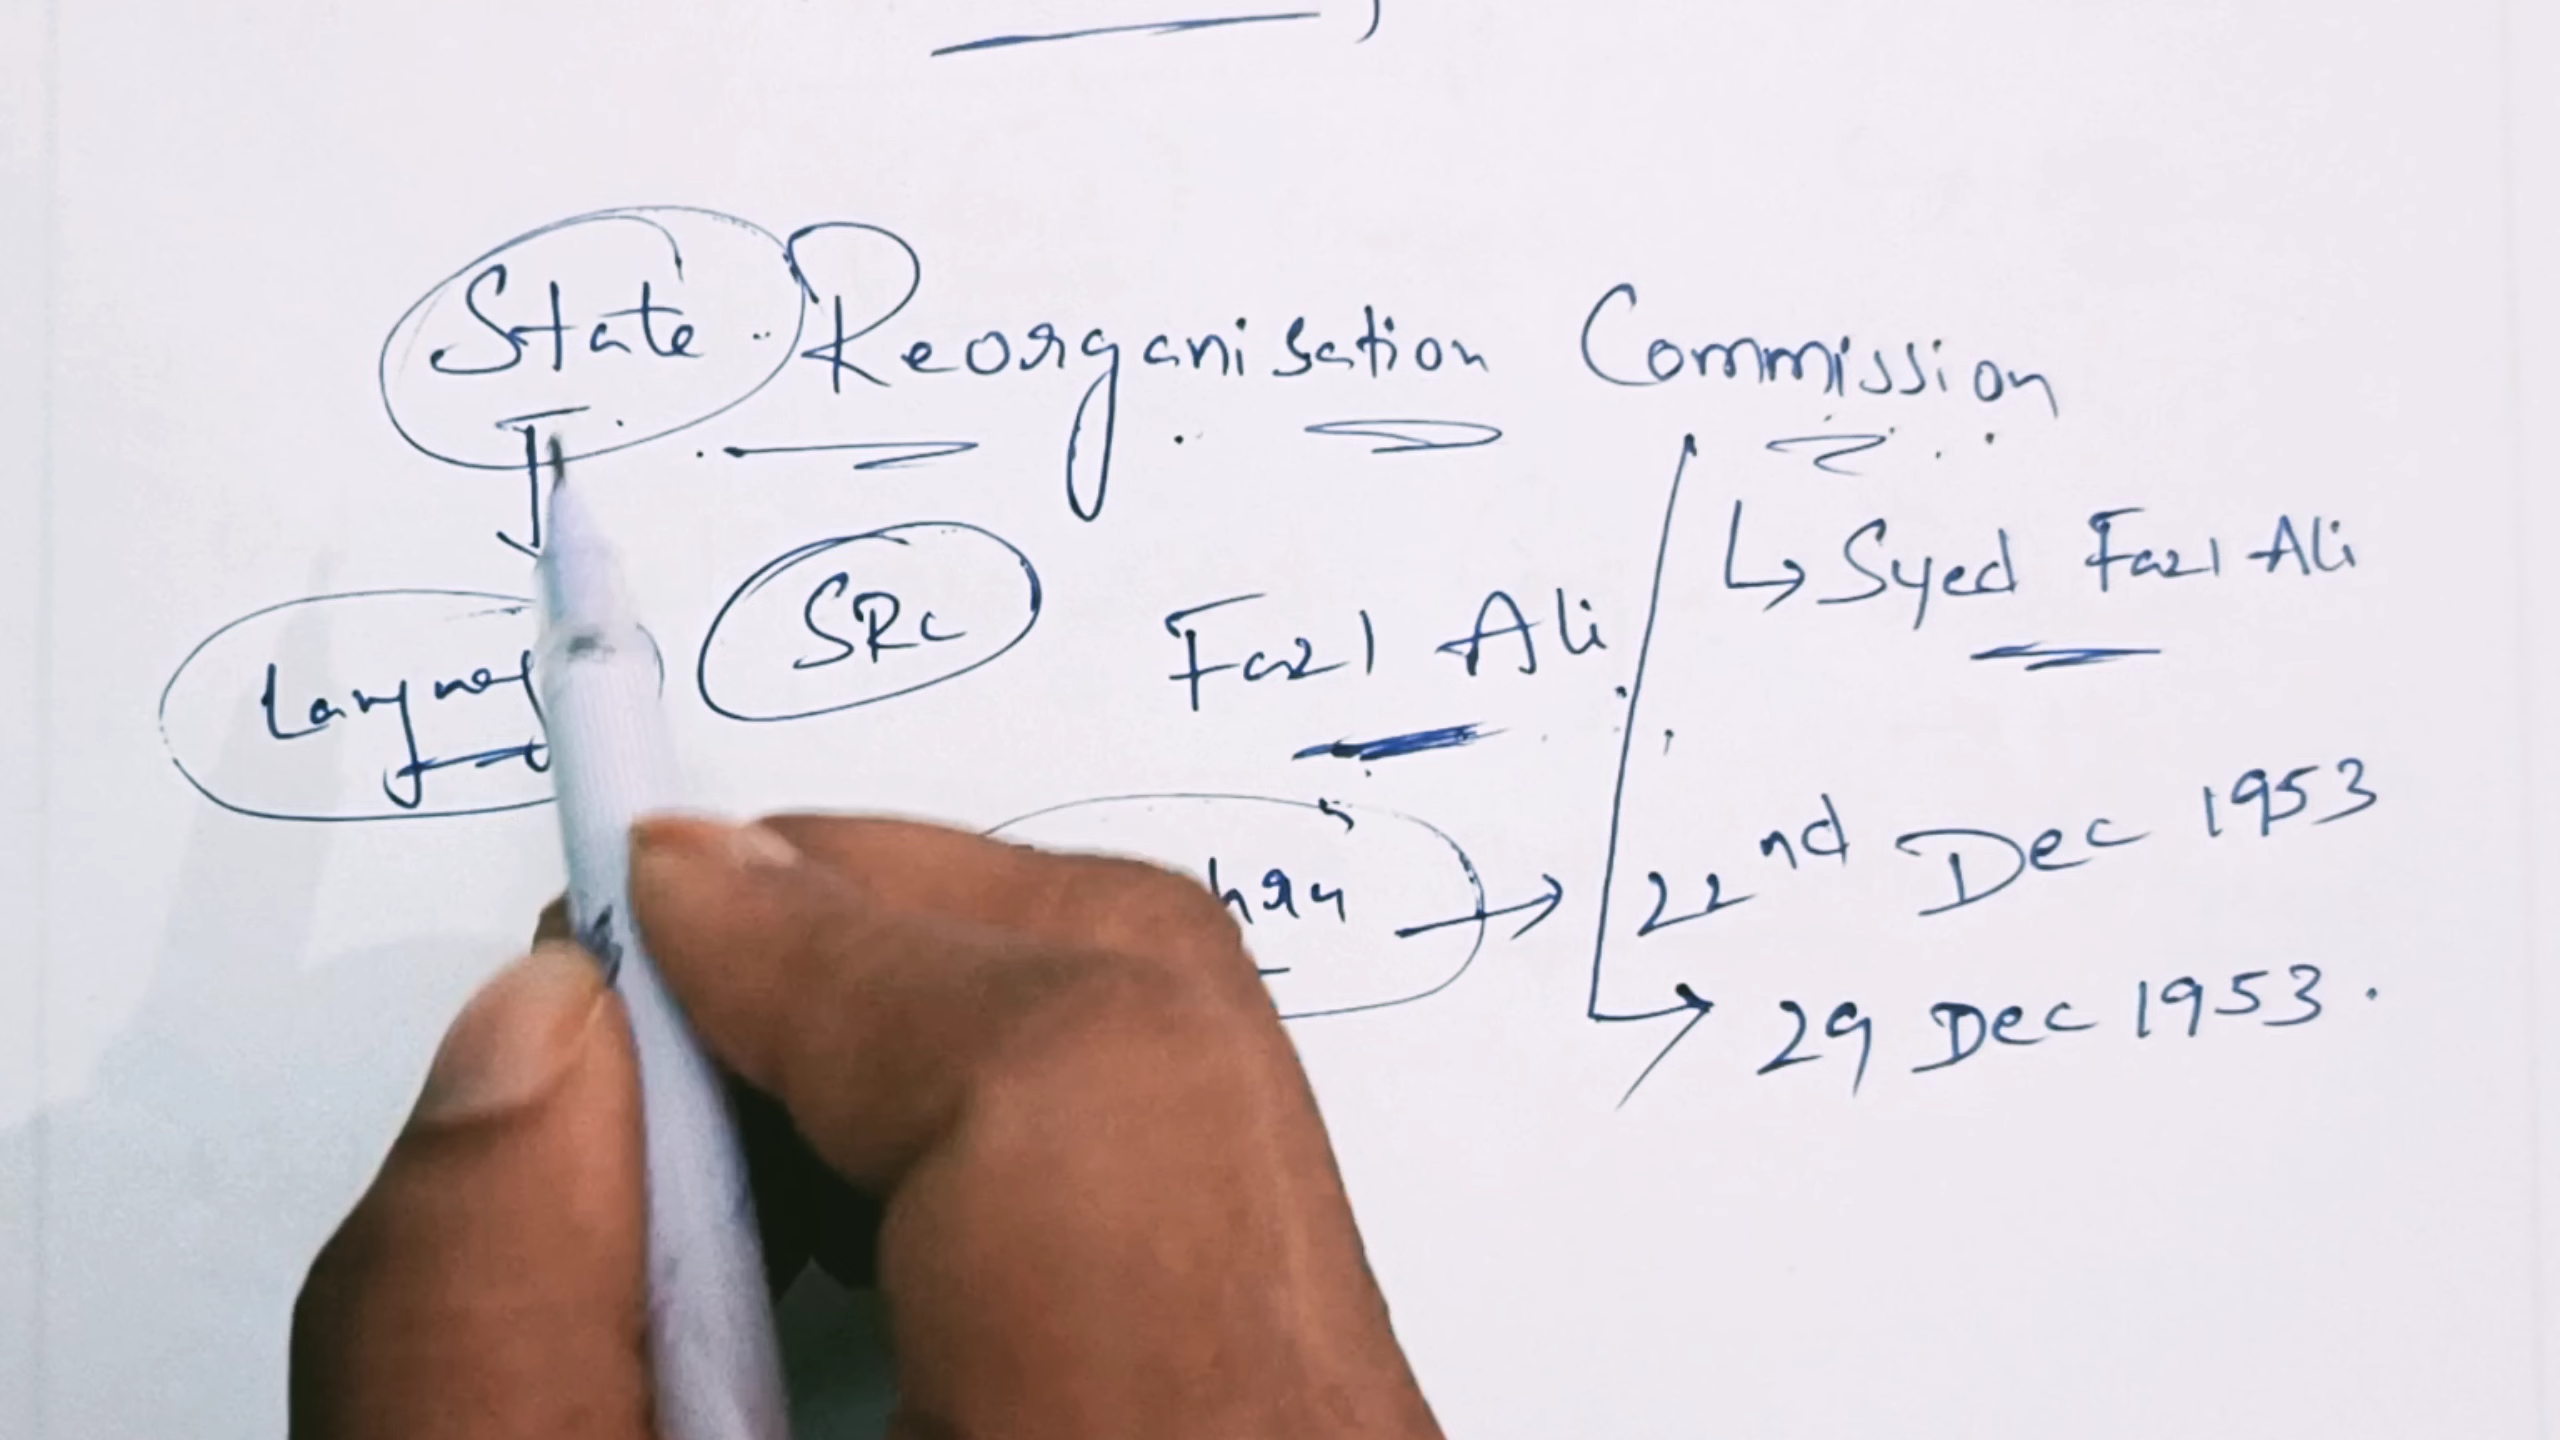 State Reorganisation Commission
Syed Fazl Ali
SRC
Fazl Ali
22nd Dec 1953
29 Dec 1953.